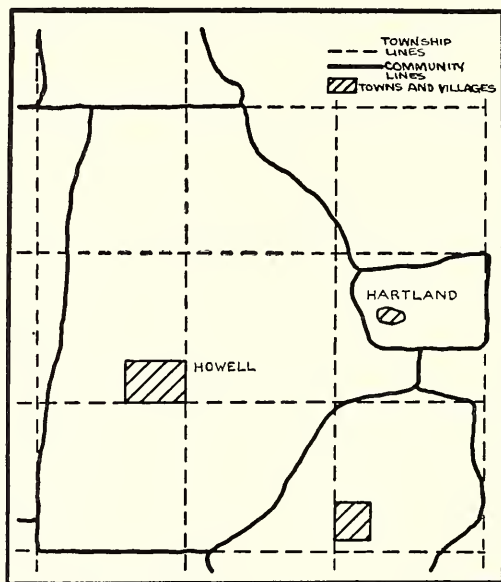 TOWNSHIP
LINES
COMMUNITY
LINES
TOWNS AND VILLAGES
HARTLAND
HOWELL